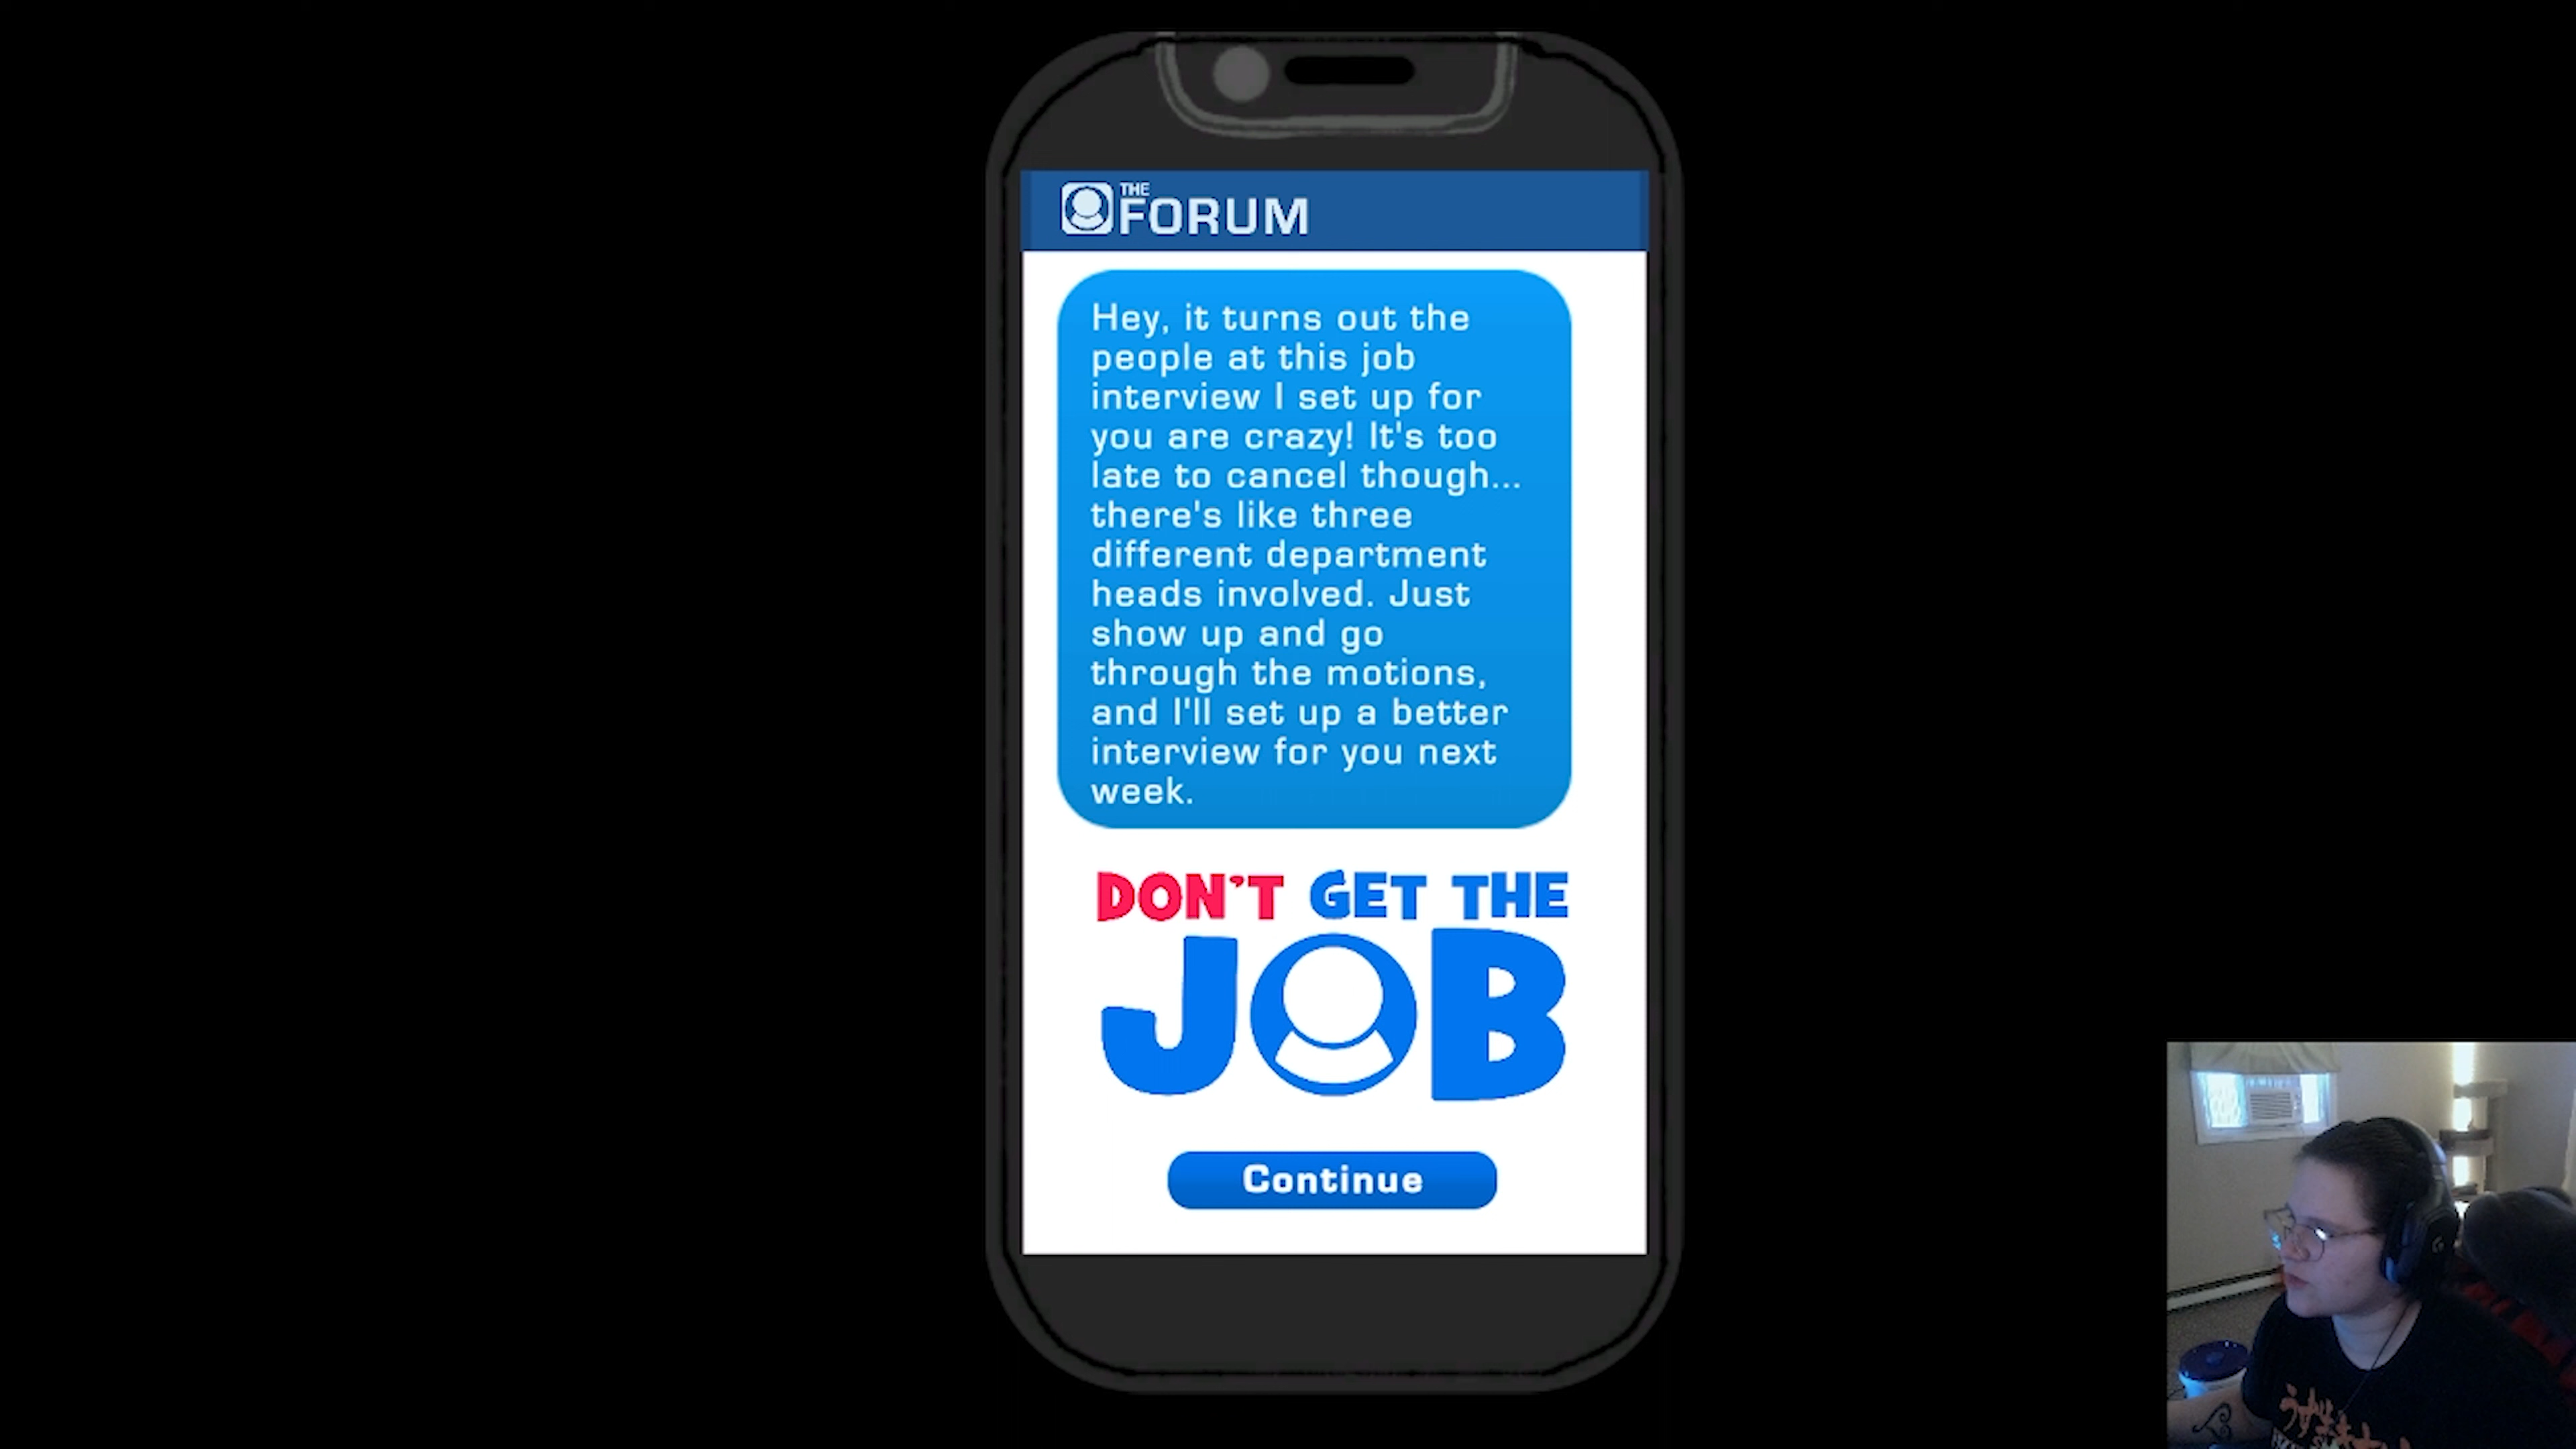 THE
FORUM
Hey, it turns out the
people at this job
interview I set up for
you are crazy! It's too
late to cancel though...
there's like three
different department
heads involved. Just
show up and go
through the motions,
and I'll set up a better
interview for you next
week.
DON'T GET THE
JOB
Continue